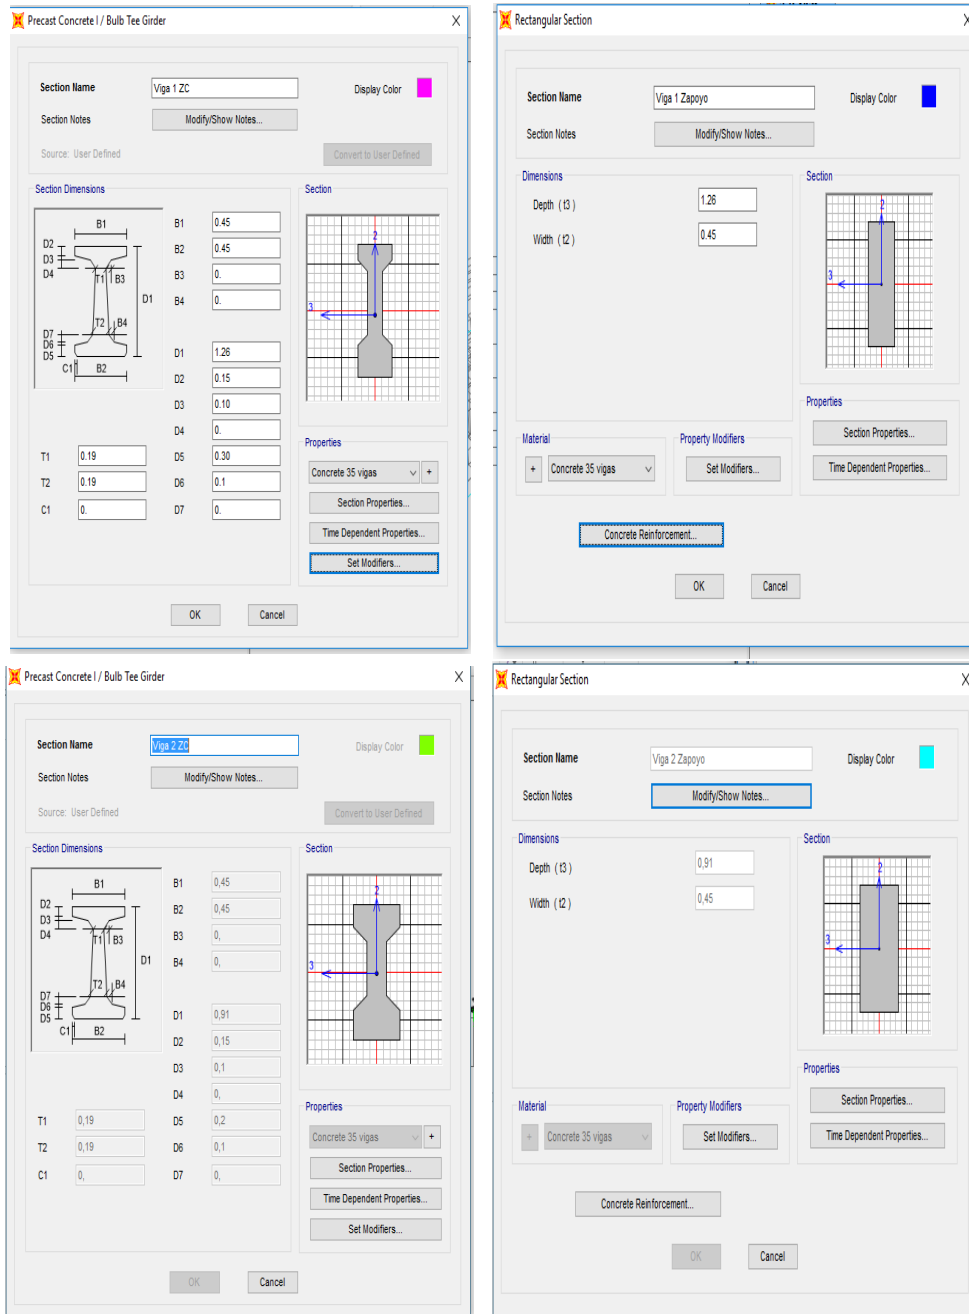 Precast Concrete I / Bulb Tee Girder
Section Name
Viga 1 ZC
Display Color
Section Notes
Modify/Show Notes...
Source: User Defined
Convert to User Defined
Section Dimensions
B1
D2
D3
D4
T1
B3
D1
T2
B4
D7
D6
D5
C1
B2
B1
0.45
B2
0.45
B3
0.
B4
0.
D1
1.26
D2
0.15
D3
0.10
D4
0.
T1
0.19
D5
0.30
T2
0.19
D6
0.1
C1
0.
D7
0.
Section
2
3
Properties
Concrete 35 vigas
+
Section Properties...
Time Dependent Properties...
Set Modifiers...
OK
Cancel
Rectangular Section
Section Name
Viga 1 Zapoyo
Display Color
Section Notes
Modify/Show Notes...
Dimensions
Depth ( t3 )
1.26
Width ( t2 )
0.45
Section
2
3
Properties
Section Properties...
Time Dependent Properties...
Material
+
Concrete 35 vigas
Property Modifiers
Set Modifiers...
Concrete Reinforcement...
OK
Cancel
Precast Concrete I / Bulb Tee Girder
Section Name
Viga 2 ZC
Display Color
Section Notes
Modify/Show Notes...
Source: User Defined
Convert to User Defined
Section Dimensions
B1
D2
D3
D4
T1
B3
D1
T2
B4
D7
D6
D5
C1
B2
B1
0,45
B2
0,45
B3
0,
B4
0,
D1
0,91
D2
0,15
D3
0,1
D4
0,
T1
0,19
D5
0,2
T2
0,19
D6
0,1
C1
0,
D7
0,
Section
2
3
Properties
Concrete 35 vigas
+
Section Properties...
Time Dependent Properties...
Set Modifiers...
OK
Cancel
Rectangular Section
Section Name
Viga 2 Zapoyo
Display Color
Section Notes
Modify/Show Notes...
Dimensions
Depth ( t3 )
0,91
Width ( t2 )
0,45
Section
2
3
Properties
Section Properties...
Time Dependent Properties...
Material
+
Concrete 35 vigas
Property Modifiers
Set Modifiers...
Concrete Reinforcement...
OK
Cancel